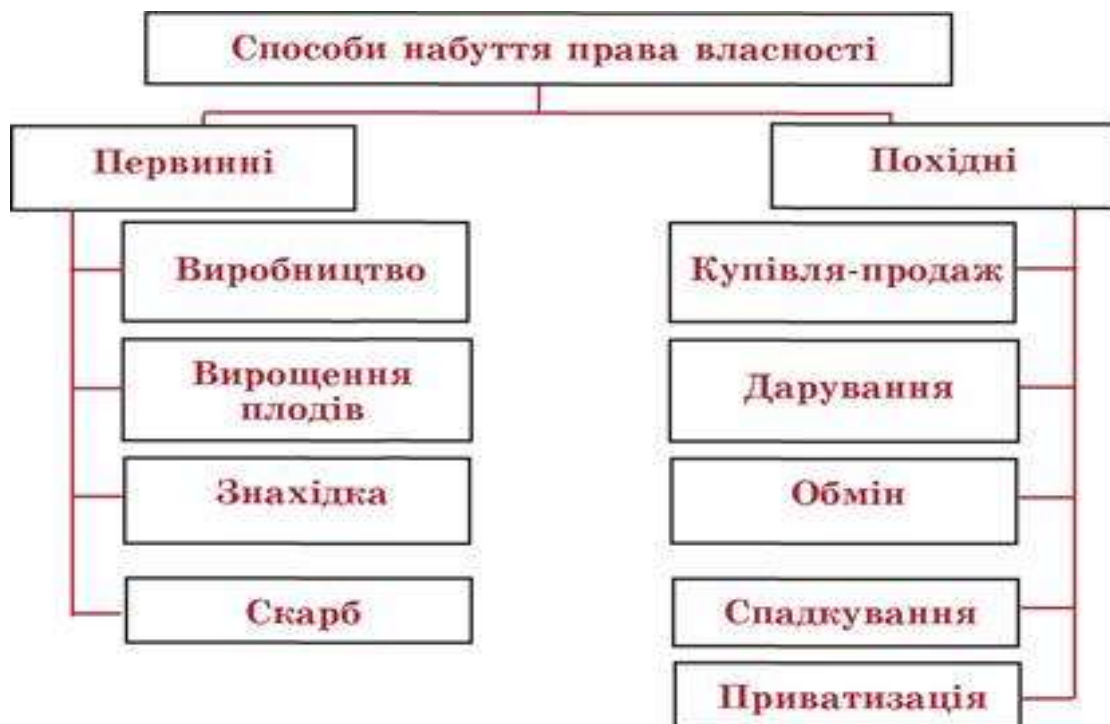 Способи набуття права власності
Первинні
Похідні
Виробництво
Вирощення
плодів
Знахідка
Скарб
Купівля-продаж
Дарування
Обмін
Спадкування
Приватизація